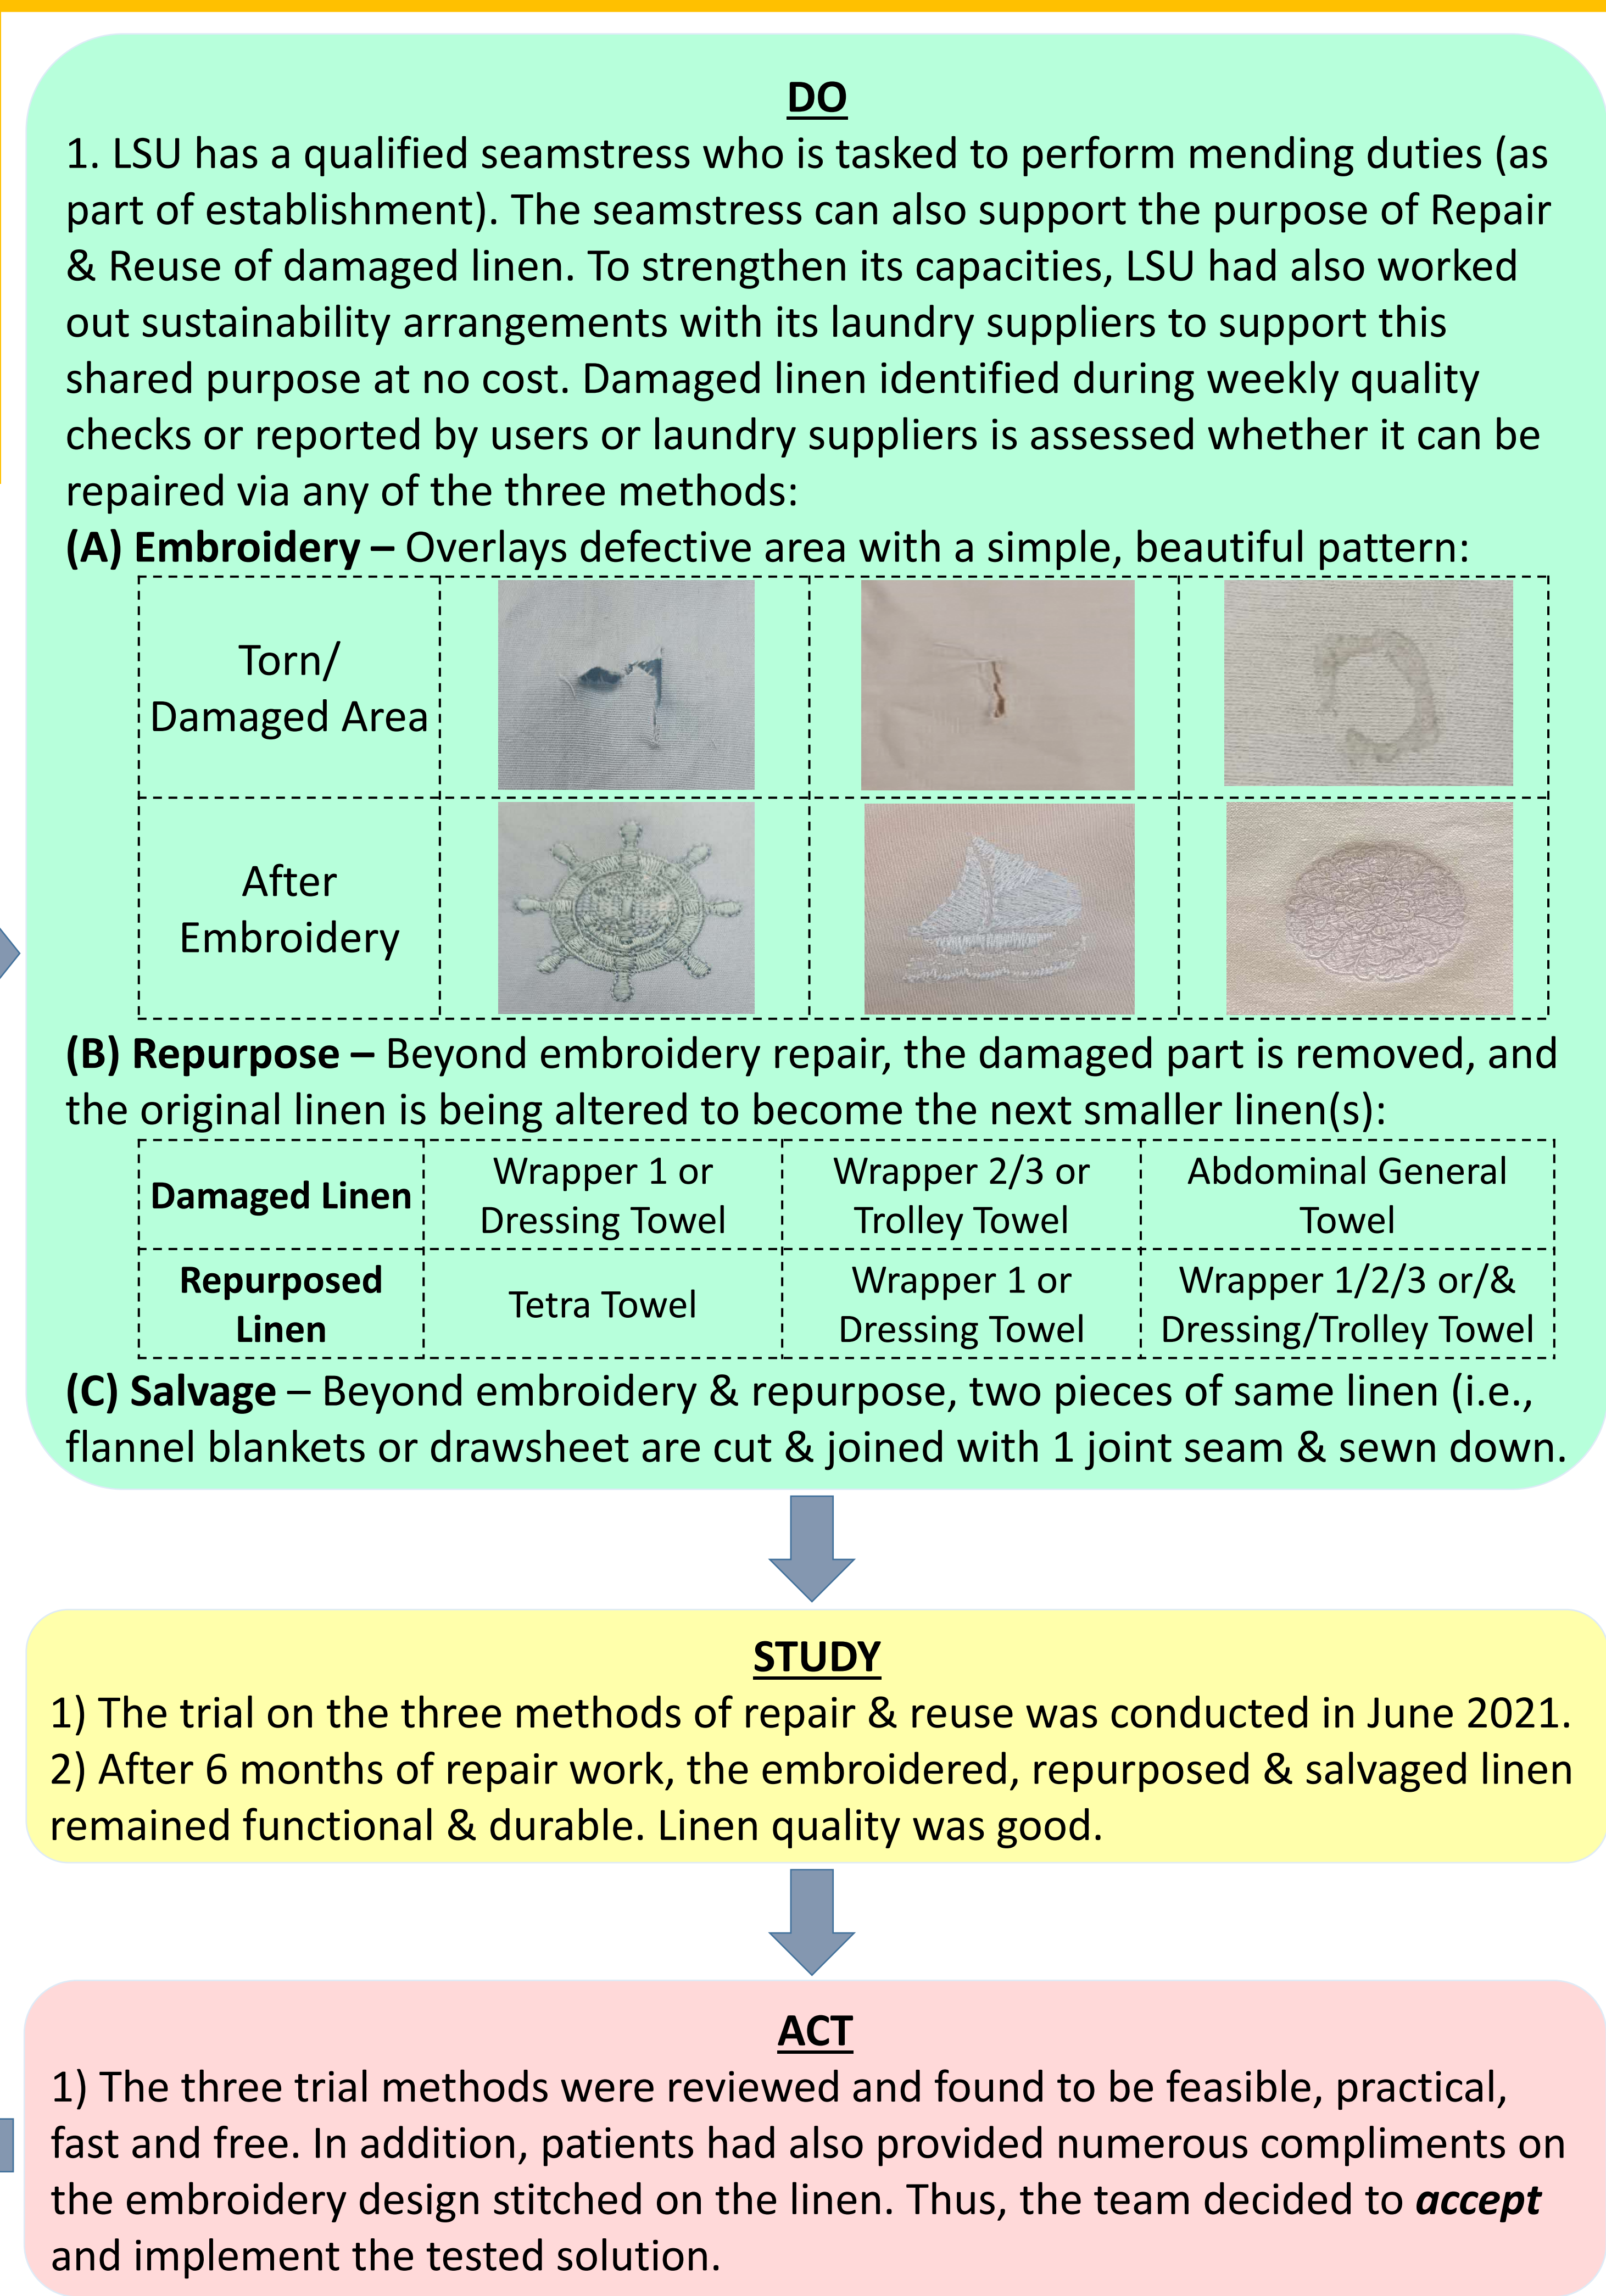 DO
1. LSU has a qualified seamstress who is tasked to perform mending duties (as
part of establishment). The seamstress can also support the purpose of Repair
& Reuse of damaged linen. To strengthen its capacities, LSU had also worked
out sustainability arrangements with its laundry suppliers to support this
shared purpose at no cost. Damaged linen identified during weekly quality
checks or reported by users or laundry suppliers is assessed whether it can be
repaired via any of the three methods:
(A) Embroidery – Overlays defective area with a simple, beautiful pattern:
Torn/
Damaged Area
After
Embroidery
(B) Repurpose – Beyond embroidery repair, the damaged part is removed, and
the original linen is being altered to become the next smaller linen(s):
Damaged Linen
Wrapper 1 or
Dressing Towel
Wrapper 2/3 or
Trolley Towel
Abdominal General
Towel
Repurposed
Linen
Tetra Towel
Wrapper 1 or
Dressing Towel
Wrapper 1/2/3 or/&
Dressing/Trolley Towel
(C) Salvage – Beyond embroidery & repurpose, two pieces of same linen (i.e.,
flannel blankets or drawsheet are cut & joined with 1 joint seam & sewn down.
STUDY
1) The trial on the three methods of repair & reuse was conducted in June 2021.
2) After 6 months of repair work, the embroidered, repurposed & salvaged linen
remained functional & durable. Linen quality was good.
ACT
1) The three trial methods were reviewed and found to be feasible, practical,
fast and free. In addition, patients had also provided numerous compliments on
the embroidery design stitched on the linen. Thus, the team decided to accept
and implement the tested solution.